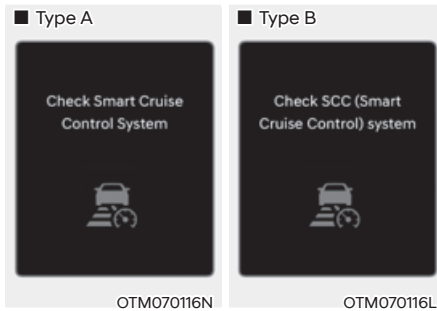 ■ Type A
Check Smart Cruise
Control System
OTM070116N
■ Type B
Check SCC (Smart
Cruise Control) system
OTM070116L